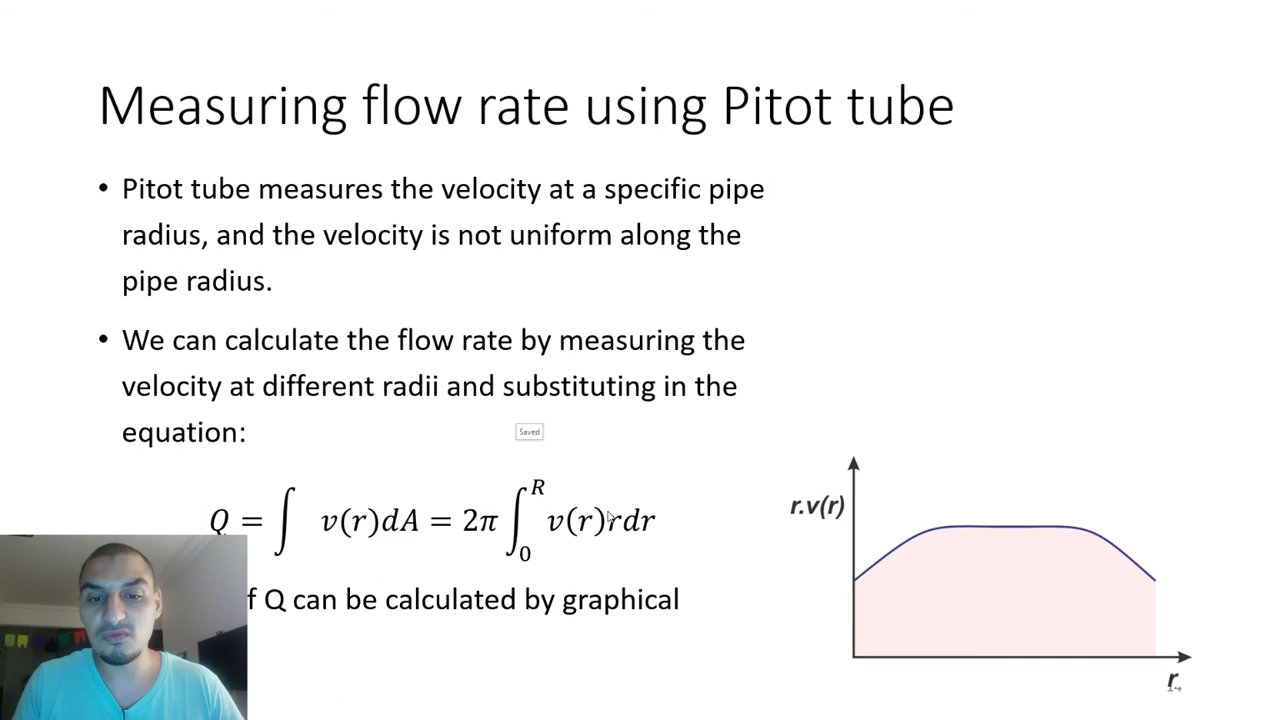 Measuring flow rate using Pitot tube
• Pitot tube measures the velocity at a specific pipe
radius, and the velocity is not uniform along the
pipe radius.
• We can calculate the flow rate by measuring the
velocity at different radii and substituting in the
equation:
Saved
Q = ∫ v(r)dA = 2π ∫₀ᴿ v(r)rdr
f Q can be calculated by graphical
r.v(r)
r
14